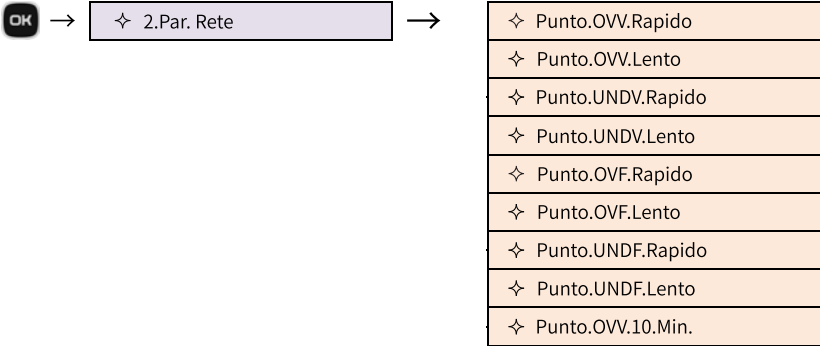 OK
2.Par. Rete
Punto.OVV.Rapido
Punto.OVV.Lento
Punto.UNDV.Rapido
Punto.UNDV.Lento
Punto.OVF.Rapido
Punto.OVF.Lento
Punto.UNDF.Rapido
Punto.UNDF.Lento
Punto.OVV.10.Min.